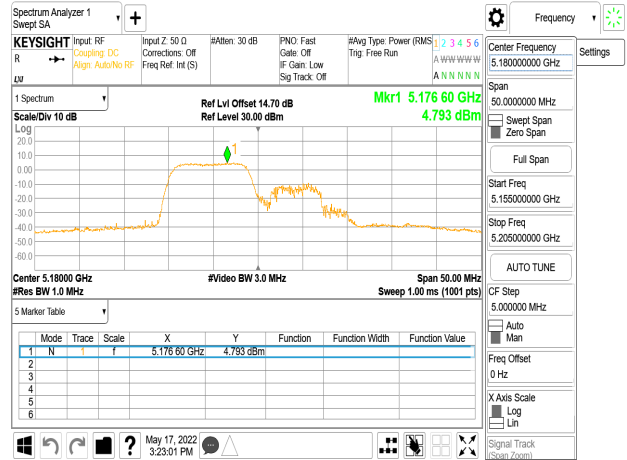 Spectrum Analyzer 1
Swept SA
Frequency
Settings
KEYSIGHT
R
Input: RF
Coupling: DC
Align: Auto/No RF
Input Z: 50 Ω
Corrections: Off
Freq Ref: Int (S)
#Atten: 30 dB
PNO: Fast
Gate: Off
IF Gain: Low
Sig Track: Off
#Avg Type: Power (RMS
Trig: Free Run
1 2 3 4 5 6
A W W W W W
A N N N N N
1 Spectrum
Scale/Div 10 dB
Ref Lvl Offset 14.70 dB
Ref Level 30.00 dBm
Mkr1 5.176 60 GHz
4.793 dBm
Log
20.0
10.0
0.00
-10.0
-20.0
-30.0
-40.0
-50.0
-60.0
1
Center 5.18000 GHz
#Res BW 1.0 MHz
#Video BW 3.0 MHz
Span 50.00 MHz
Sweep 1.00 ms (1001 pts)
5 Marker Table
Mode Trace Scale X Y Function Function Width Function Value
1 N 1 f 5.176 60 GHz 4.793 dBm
2
3
4
5
6
May 17, 2022
3:23:01 PM
Center Frequency
5.180000000 GHz
Span
50.0000000 MHz
Swept Span
Zero Span
Full Span
Start Freq
5.155000000 GHz
Stop Freq
5.205000000 GHz
AUTO TUNE
CF Step
5.000000 MHz
Auto
Man
Freq Offset
0 Hz
X Axis Scale
Log
Lin
Signal Track
(Span Zoom)